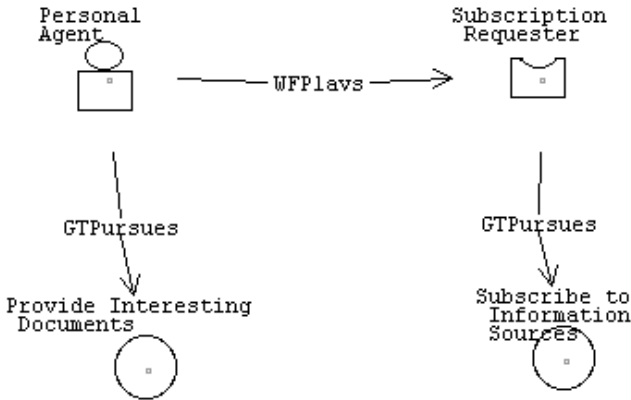 Personal
Agent
Subscription
Requester
WFPlays
GTPursues
GTPursues
Provide Interesting
Documents
Subscribe to
Information
Sources